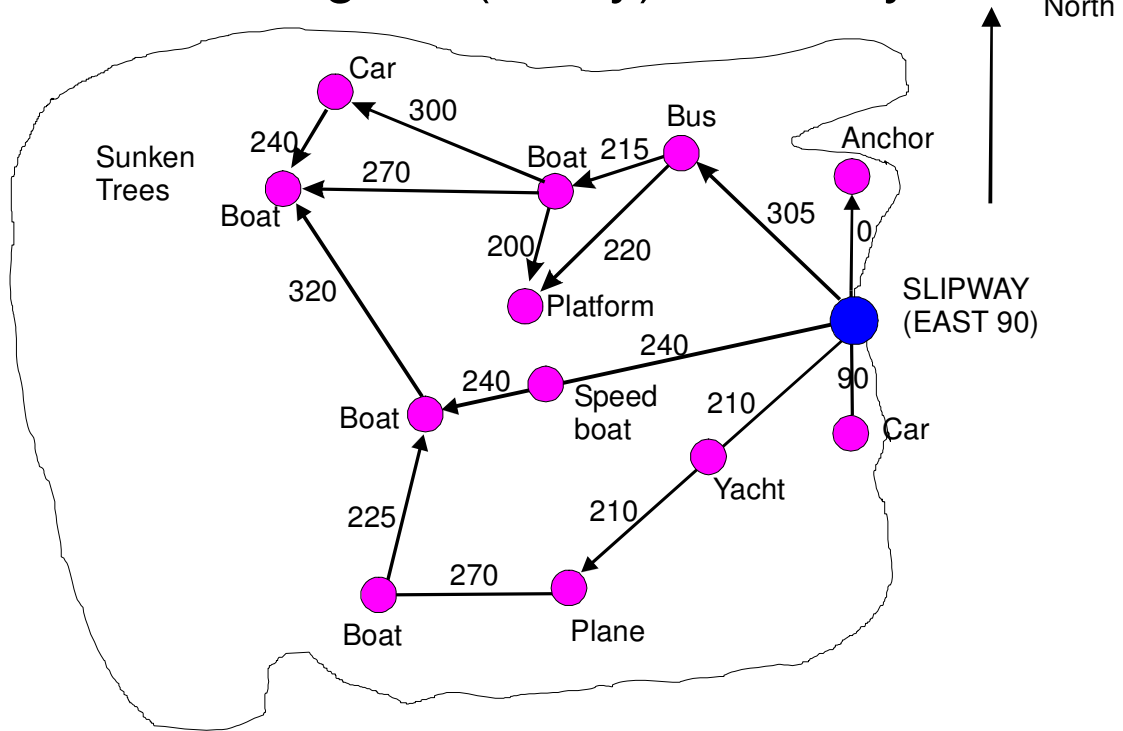 North
Car
300
Bus
240
Anchor
Sunken
Trees
Boat
215
270
Boat
305
0
200
220
320
Platform
SLIPWAY
(EAST 90)
240
240
Speed
boat
90
210
Boat
Car
Yacht
225
210
270
Boat
Plane